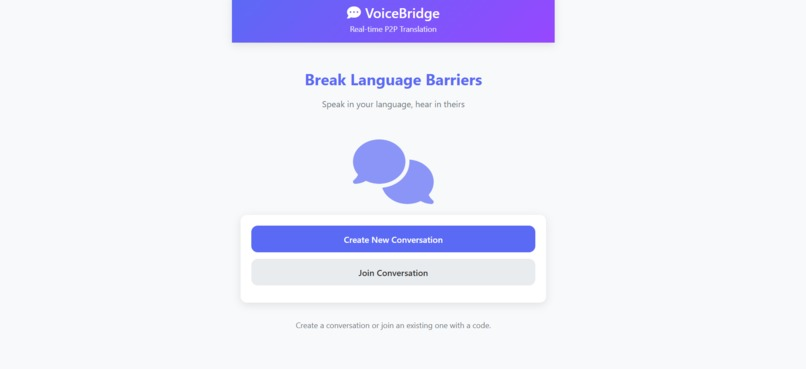 VoiceBridge
Real-time P2P Translation
Break Language Barriers
Speak in your language, hear in theirs
Create New Conversation
Join Conversation
Create a conversation or join an existing one with a code.